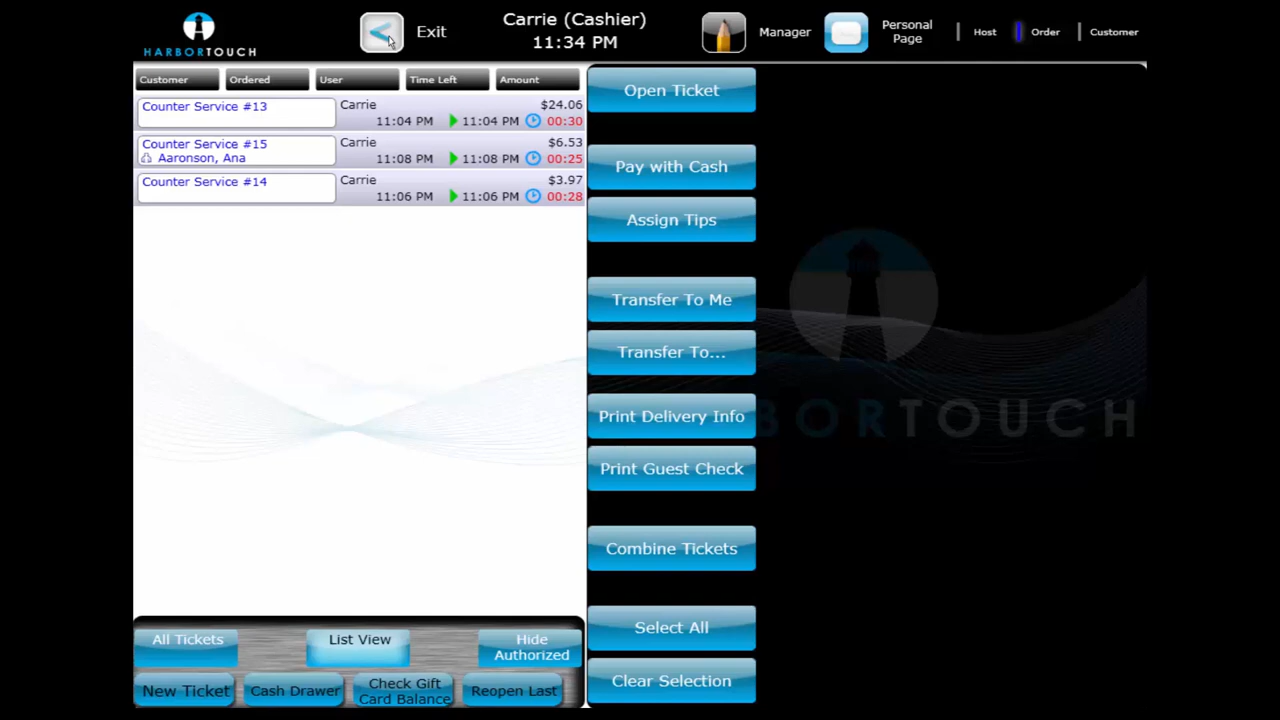 HARBORTOUCH
Exit
Carrie (Cashier)
11:34 PM
Manager
Personal
Page
Host
Order
Customer
Customer
Ordered
User
Time Left
Amount
Counter Service #13
Carrie
$24.06
11:04 PM
11:04 PM
00:30
Counter Service #15
Aaronson, Ana
Carrie
$6.53
11:08 PM
11:08 PM
00:25
Counter Service #14
Carrie
$3.97
11:06 PM
11:06 PM
00:28
Open Ticket
Pay with Cash
Assign Tips
Transfer To Me
Transfer To...
Print Delivery Info
Print Guest Check
Combine Tickets
Select All
Clear Selection
BORTOUCH
All Tickets
List View
Hide
Authorized
New Ticket
Cash Drawer
Check Gift
Card Balance
Reopen Last